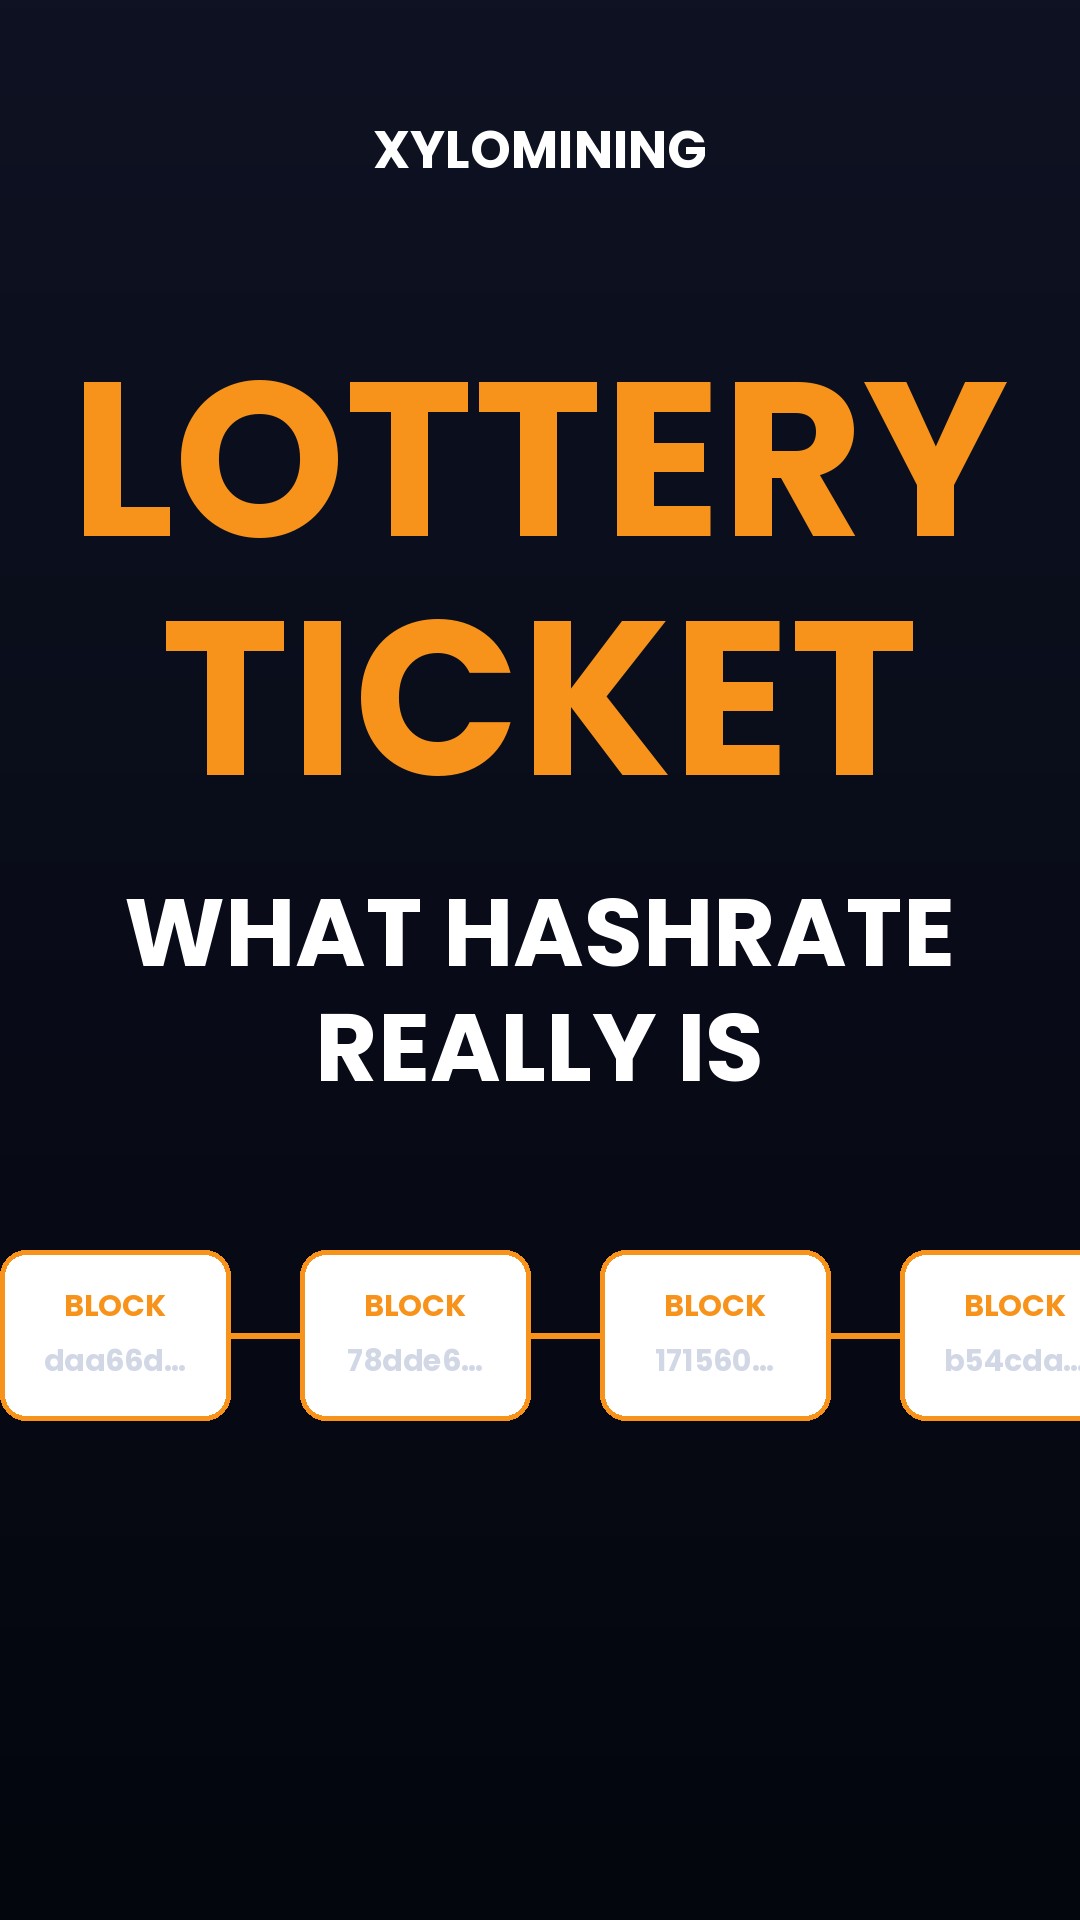 XYLOMINING
LOTTERY
TICKET
WHAT HASHRATE
REALLY IS
BLOCK BLOCK BLOCK BLOCK
daa66d... 78dde6... 171560... b54cda...